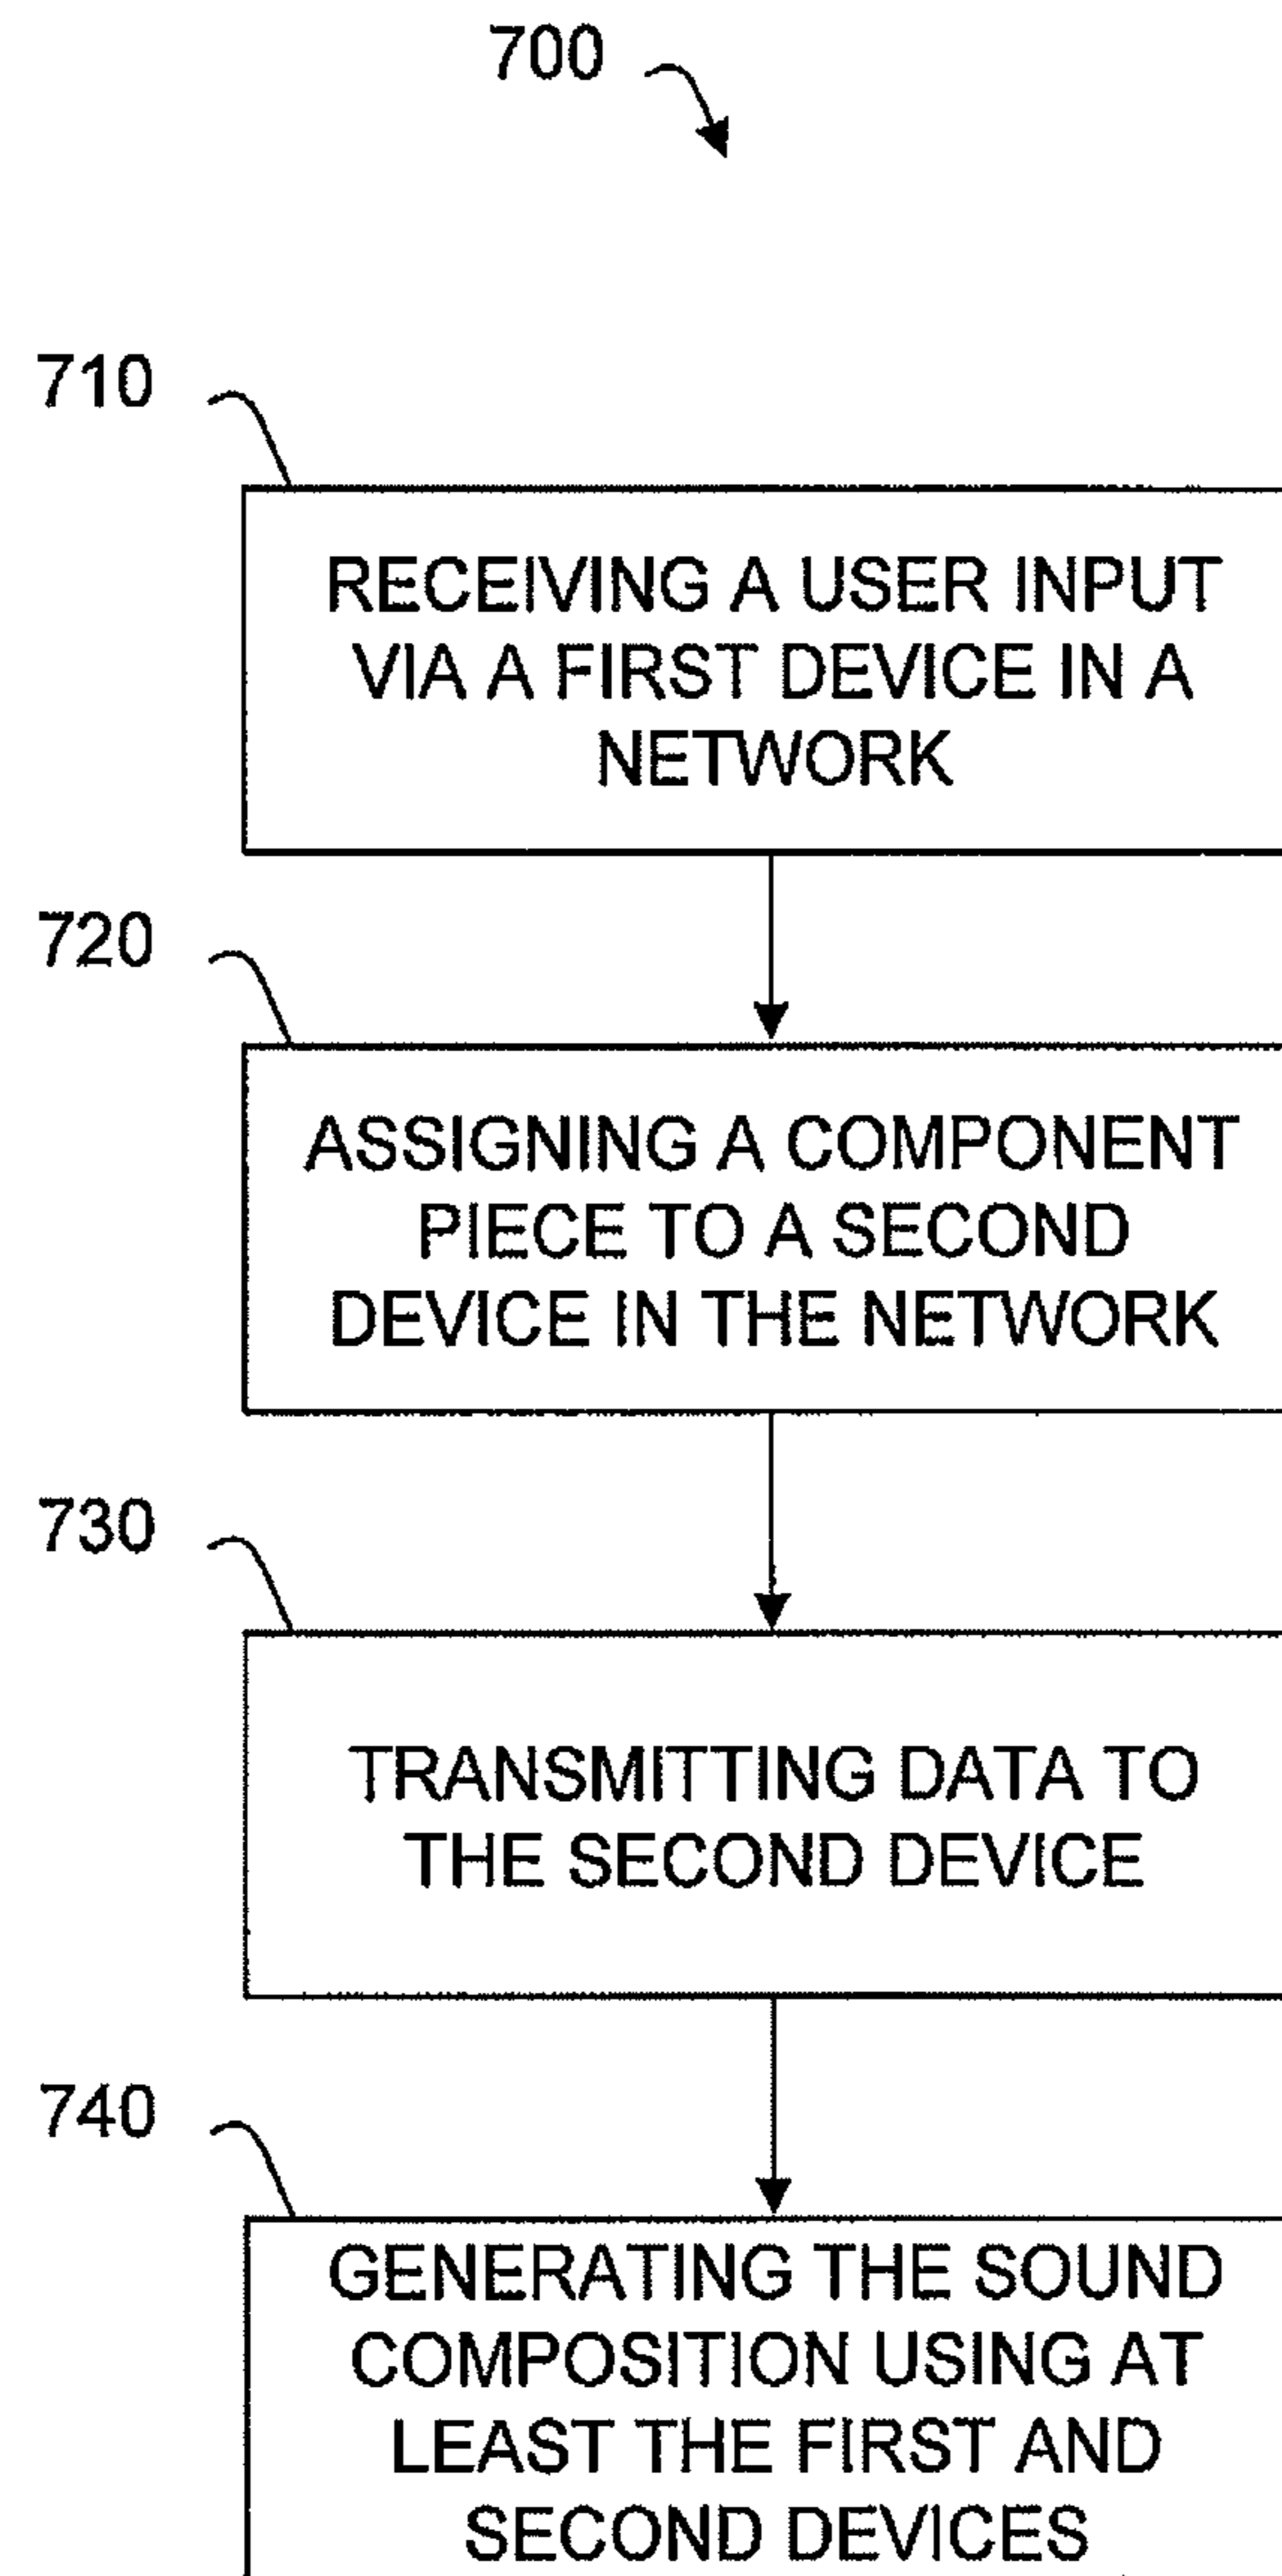 700
710
RECEIVING A USER INPUT
VIA A FIRST DEVICE IN A
NETWORK
720
ASSIGNING A COMPONENT
PIECE TO A SECOND
DEVICE IN THE NETWORK
730
TRANSMITTING DATA TO
THE SECOND DEVICE
740
GENERATING THE SOUND
COMPOSITION USING AT
LEAST THE FIRST AND
SECOND DEVICES